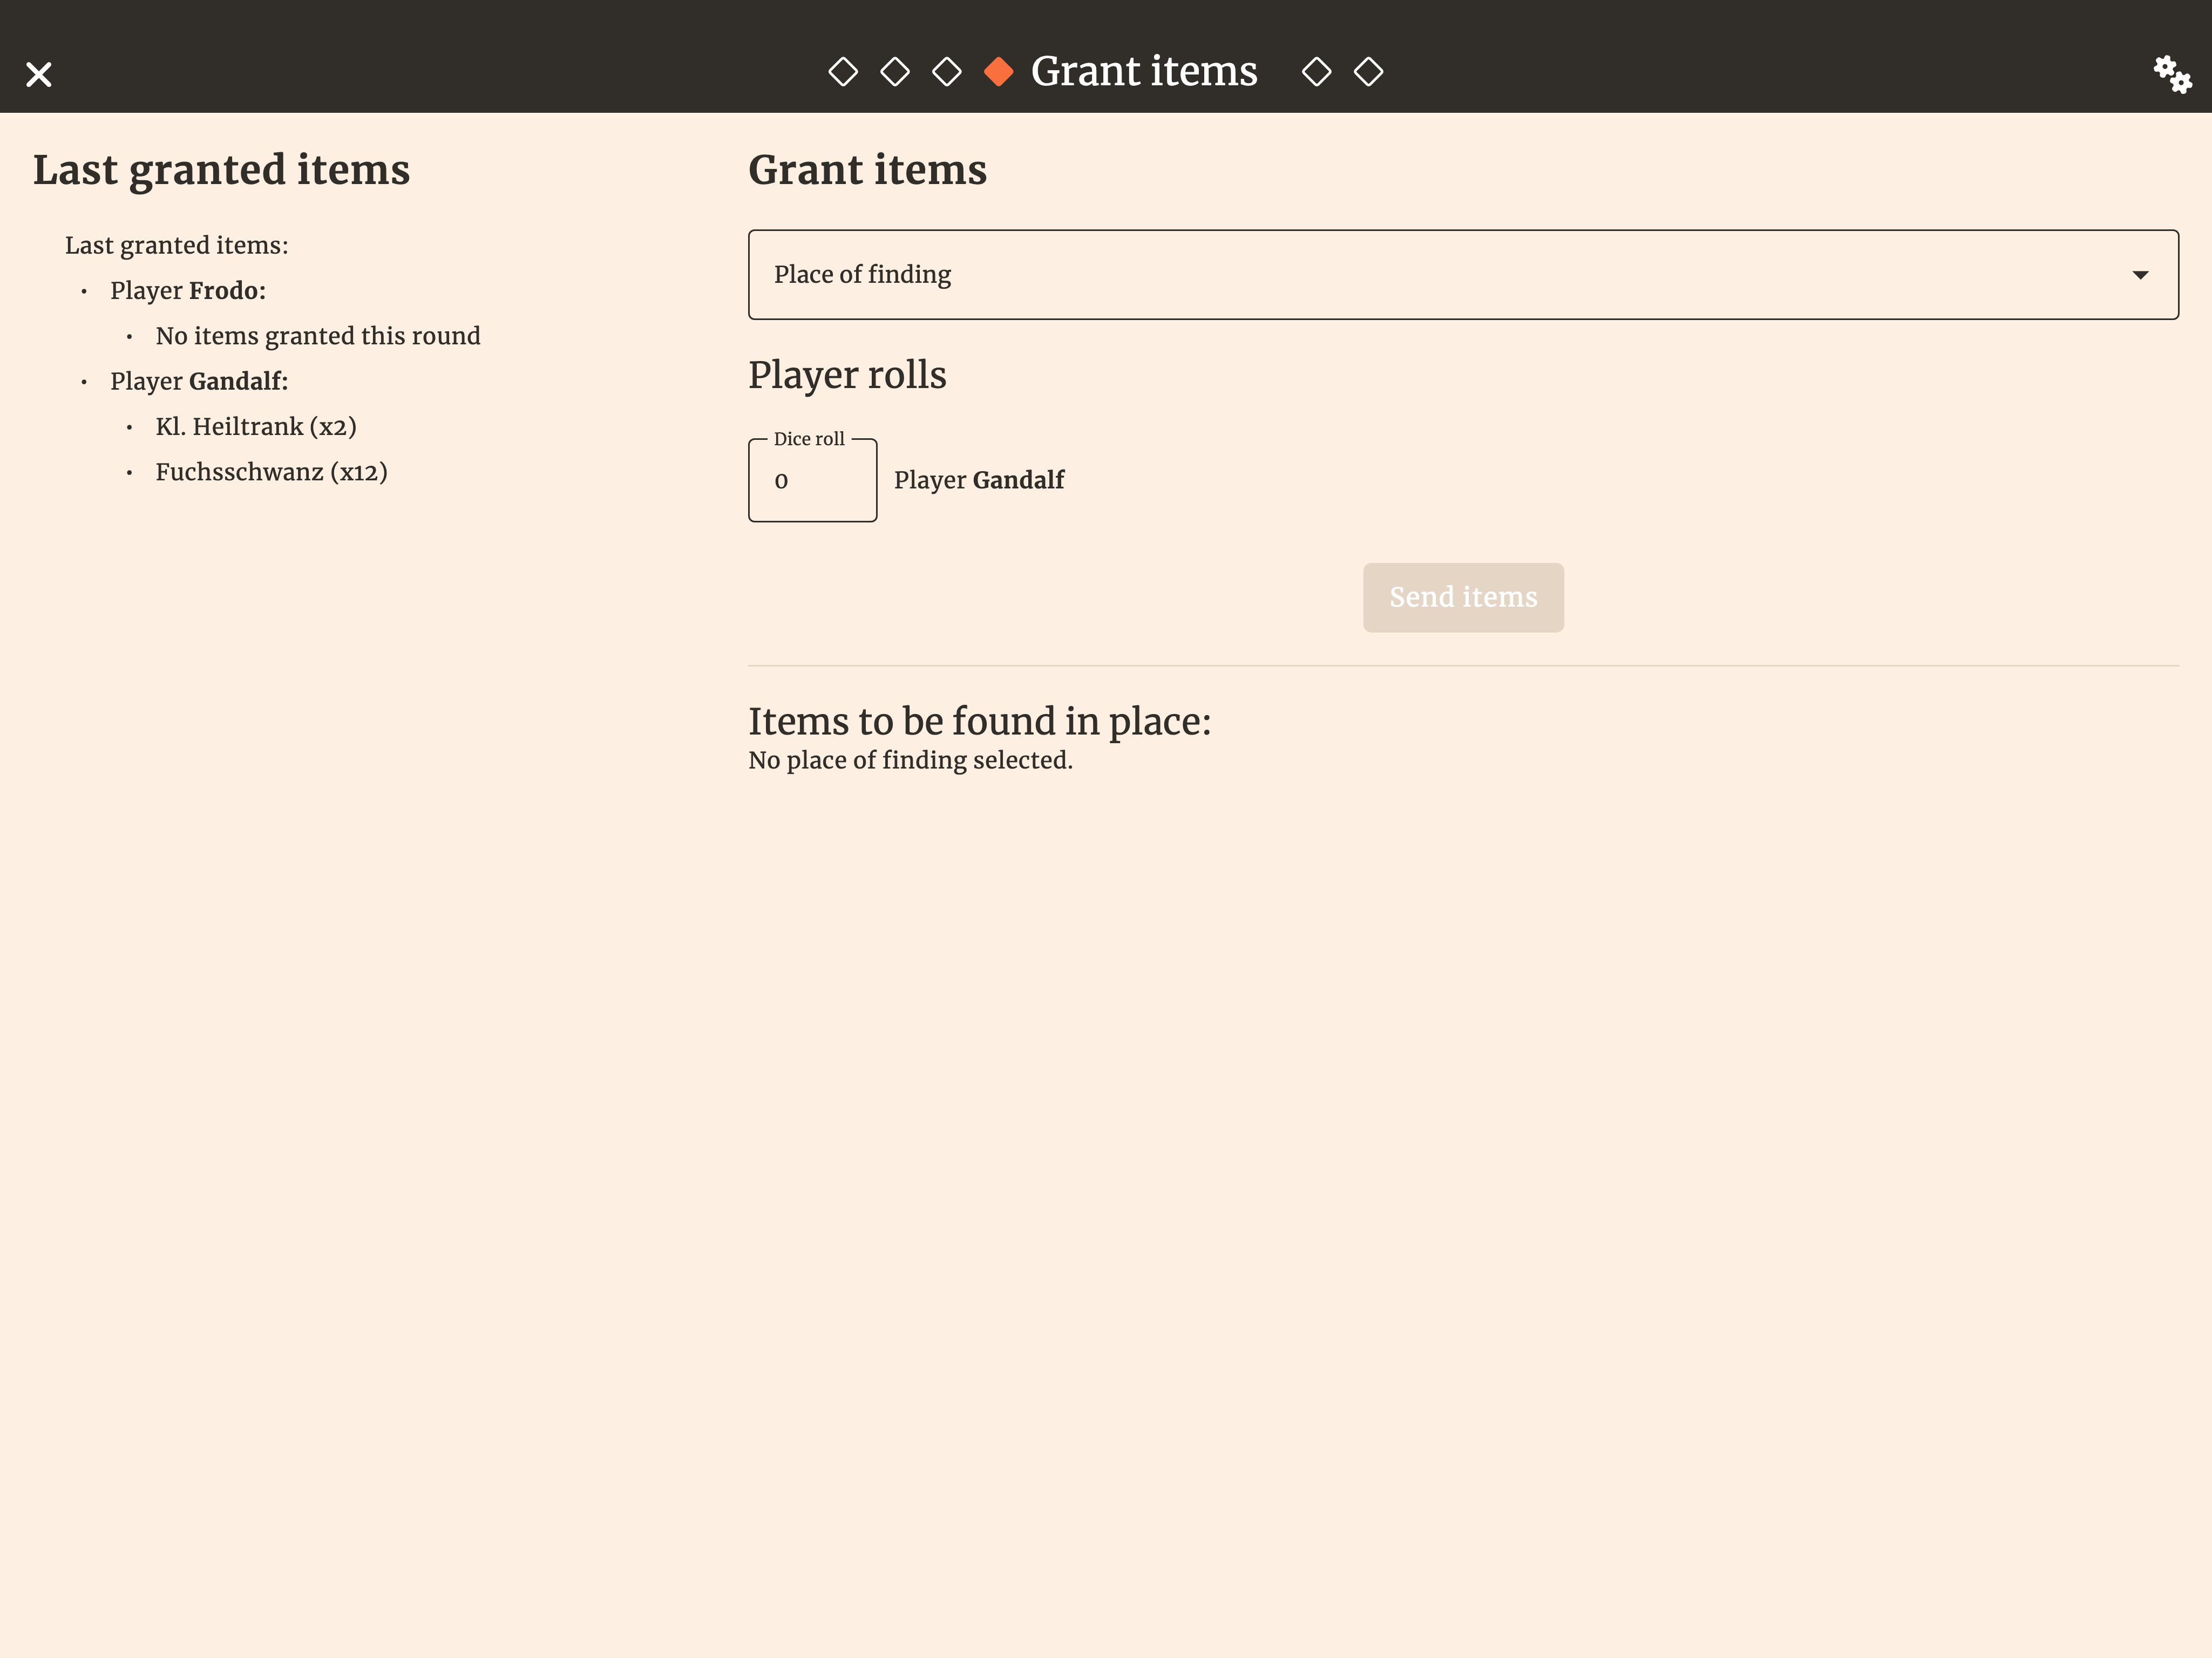 Grant items
Last granted items
Last granted items:
• Player Frodo:
• No items granted this round
• Player Gandalf:
• Kl. Heiltrank (x2)
• Fuchsschwanz (x12)
Grant items
Place of finding
Player rolls
Dice roll
0
Player Gandalf
Send items
Items to be found in place:
No place of finding selected.